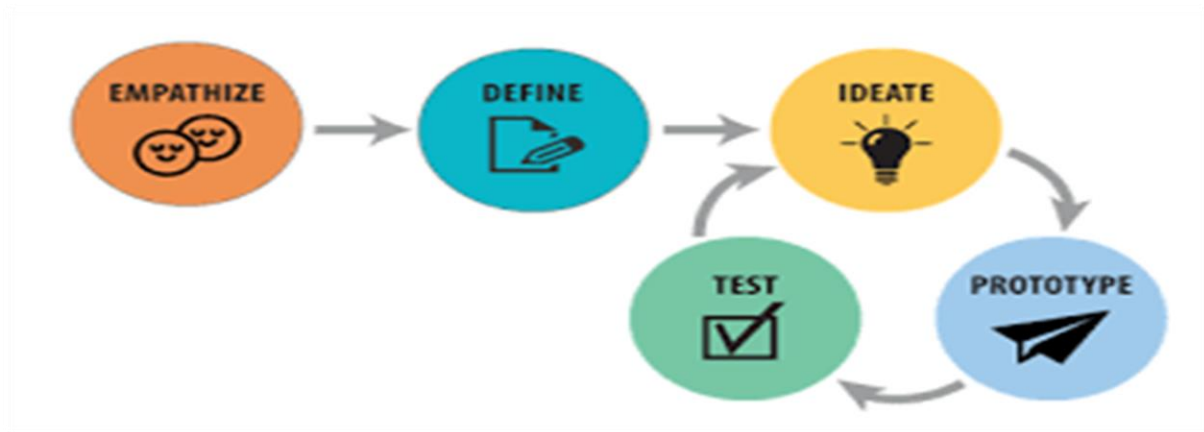 EMPATHIZE
DEFINE
IDEATE
TEST
PROTOTYPE